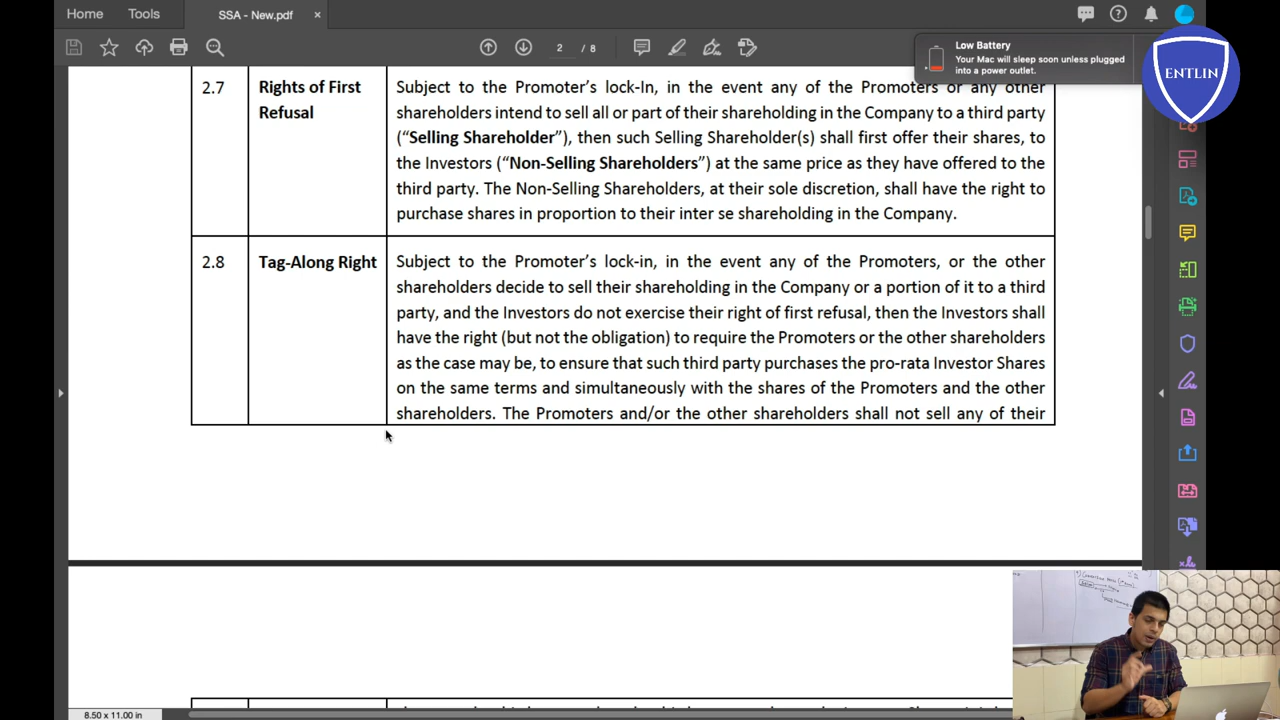 Home
Tools
SSA - New.pdf
×
2 / 8
Low Battery
Your Mac will sleep soon unless plugged
into a power outlet.
ENTLIN
2.7
Rights of First
Refusal
Subject to the Promoter's lock-In, in the event any of the Promoters or any other
shareholders intend to sell all or part of their shareholding in the Company to a third party
(“Selling Shareholder”), then such Selling Shareholder(s) shall first offer their shares, to
the Investors (“Non-Selling Shareholders”) at the same price as they have offered to the
third party. The Non-Selling Shareholders, at their sole discretion, shall have the right to
purchase shares in proportion to their inter se shareholding in the Company.
2.8
Tag-Along Right
Subject to the Promoter's lock-in, in the event any of the Promoters, or the other
shareholders decide to sell their shareholding in the Company or a portion of it to a third
party, and the Investors do not exercise their right of first refusal, then the Investors shall
have the right (but not the obligation) to require the Promoters or the other shareholders
as the case may be, to ensure that such third party purchases the pro-rata Investor Shares
on the same terms and simultaneously with the shares of the Promoters and the other
shareholders. The Promoters and/or the other shareholders shall not sell any of their
8.50 x 11.00 in